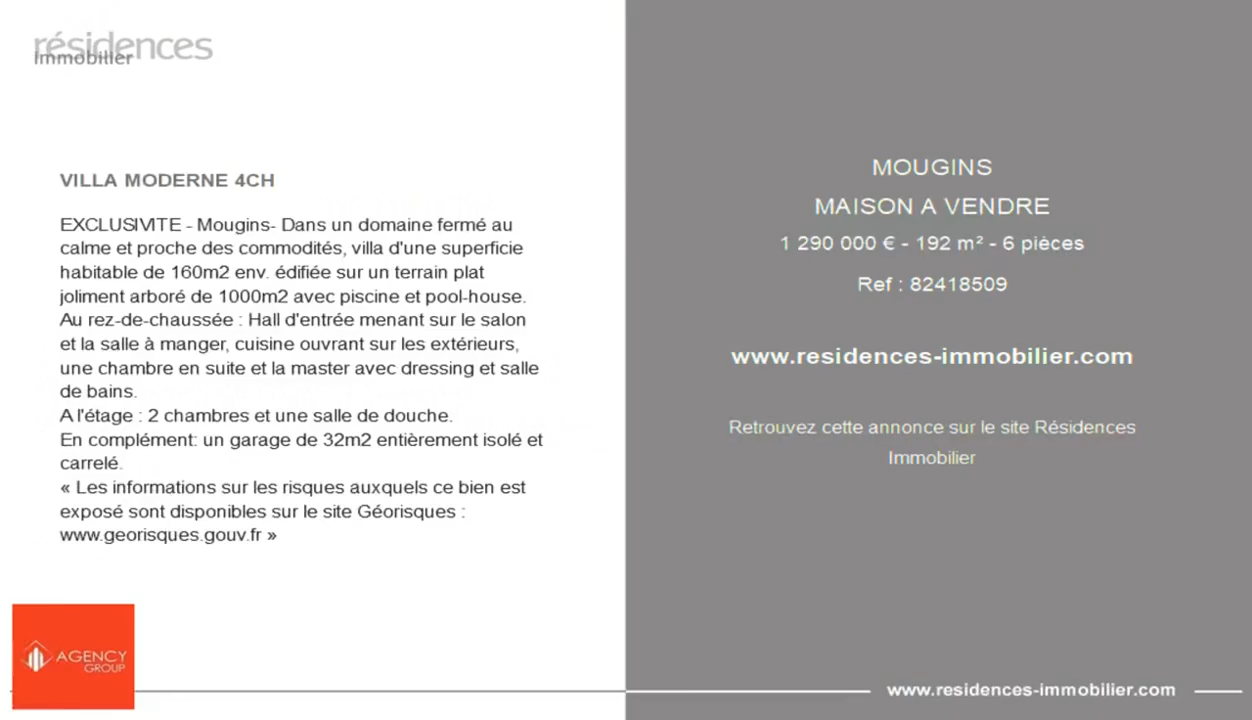 résidences
immobilier
VILLA MODERNE 4CH
EXCLUSIVITE - Mougins- Dans un domaine fermé au
calme et proche des commodités, villa d'une superficie
habitable de 160m2 env. édifiée sur un terrain plat
joliment arboré de 1000m2 avec piscine et pool-house.
Au rez-de-chaussée : Hall d'entrée menant sur le salon
et la salle à manger, cuisine ouvrant sur les extérieurs,
une chambre en suite et la master avec dressing et salle
de bains.
A l'étage : 2 chambres et une salle de douche.
En complément: un garage de 32m2 entièrement isolé et
carrelé.
« Les informations sur les risques auxquels ce bien est
exposé sont disponibles sur le site Géorisques :
www.georisques.gouv.fr »
AGENCY
GROUP
MOUGINS
MAISON A VENDRE
1 290 000 € - 192 m² - 6 pièces
Ref : 82418509
www.residences-immobilier.com
Retrouvez cette annonce sur le site Résidences
Immobilier
www.residences-immobilier.com